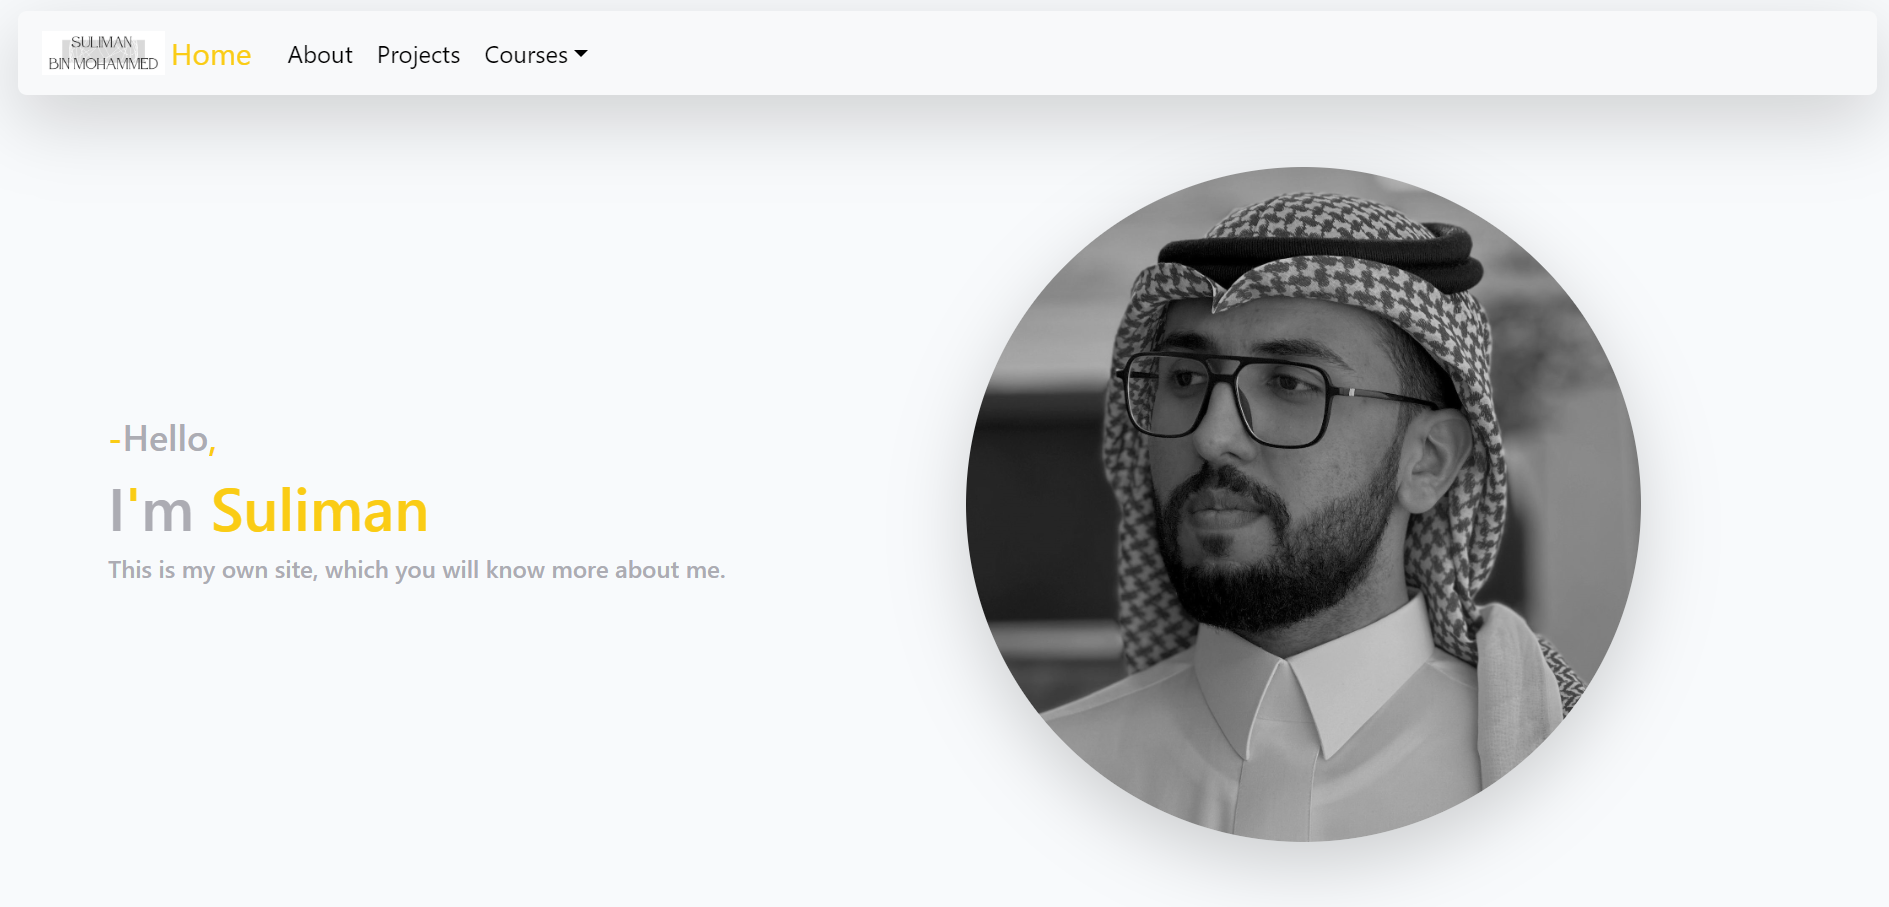 SULIMAN
BIN MOHAMMED
Home About Projects Courses
-Hello,
I'm Suliman
This is my own site, which you will know more about me.